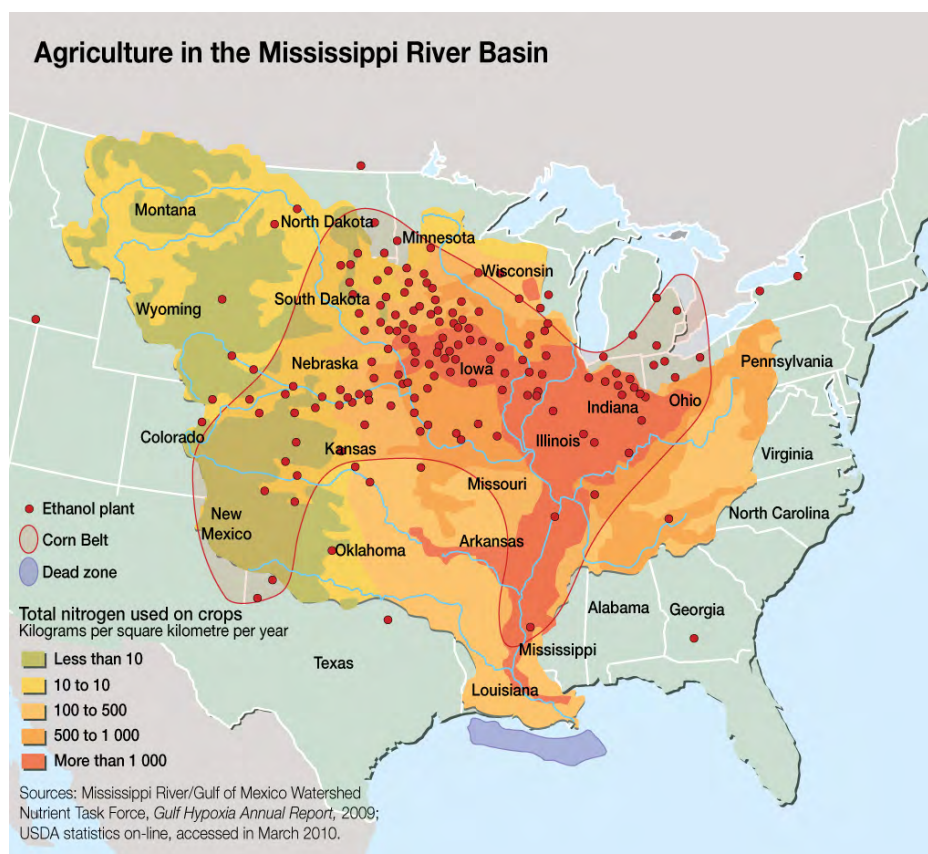 Agriculture in the Mississippi River Basin
Montana
North Dakota
Minnesota
Wisconsin
South Dakota
Wyoming
Nebraska
Iowa
Pennsylvania
Indiana
Ohio
Illinois
Colorado
Kansas
Virginia
Missouri
North Carolina
New
Mexico
Arkansas
Oklahoma
Alabama
Georgia
Mississippi
Texas
Louisiana
Ethanol plant
Corn Belt
Dead zone
Total nitrogen used on crops
Kilograms per square kilometre per year
Less than 10
10 to 10
100 to 500
500 to 1 000
More than 1 000
Sources: Mississippi River/Gulf of Mexico Watershed
Nutrient Task Force, Gulf Hypoxia Annual Report, 2009;
USDA statistics on-line, accessed in March 2010.